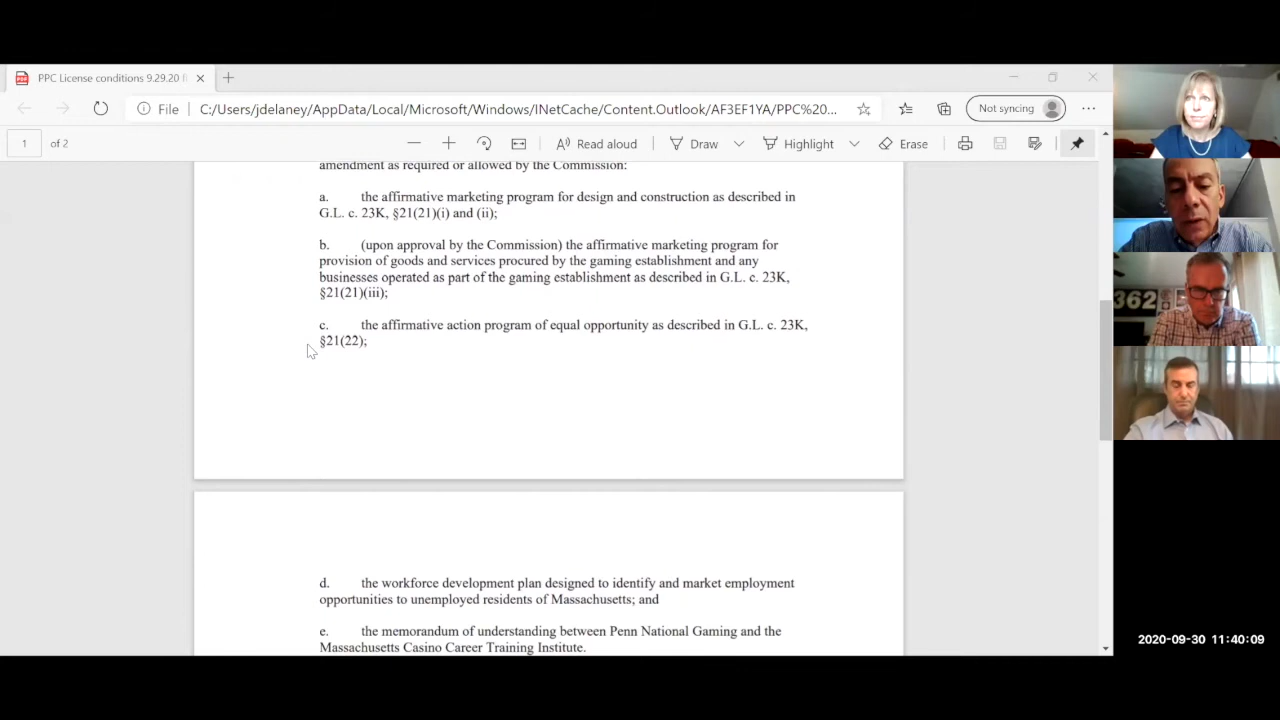 PPC License conditions 9.29.20 fi
File
C:/Users/jdelaney/AppData/Local/Microsoft/Windows/INetCache/Content.Outlook/AF3EF1YA/PPC%20...
Not syncing
1 of 2
Read aloud
Draw
Highlight
Erase
amendment as required or allowed by the Commission:
a. the affirmative marketing program for design and construction as described in
G.L. c. 23K, §21(21)(i) and (ii);
b. (upon approval by the Commission) the affirmative marketing program for
provision of goods and services procured by the gaming establishment and any
businesses operated as part of the gaming establishment as described in G.L. c. 23K,
§21(21)(iii);
c. the affirmative action program of equal opportunity as described in G.L. c. 23K,
§21(22);
d. the workforce development plan designed to identify and market employment
opportunities to unemployed residents of Massachusetts; and
e. the memorandum of understanding between Penn National Gaming and the
Massachusetts Casino Career Training Institute.
362
2020-09-30 11:40:09